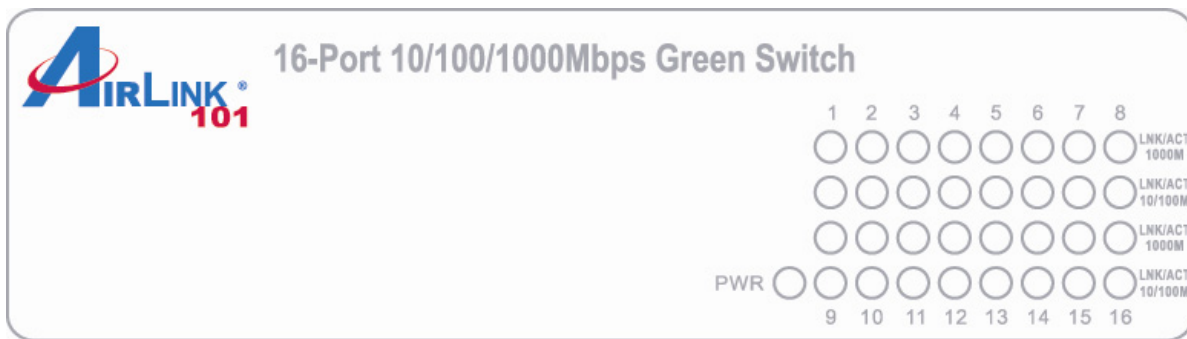 AIRLINK ®
101
16-Port 10/100/1000Mbps Green Switch
1 2 3 4 5 6 7 8
LNK/ACT
1000M
LNK/ACT
10/100M
LNK/ACT
1000M
PWR
LNK/ACT
10/100M
9 10 11 12 13 14 15 16